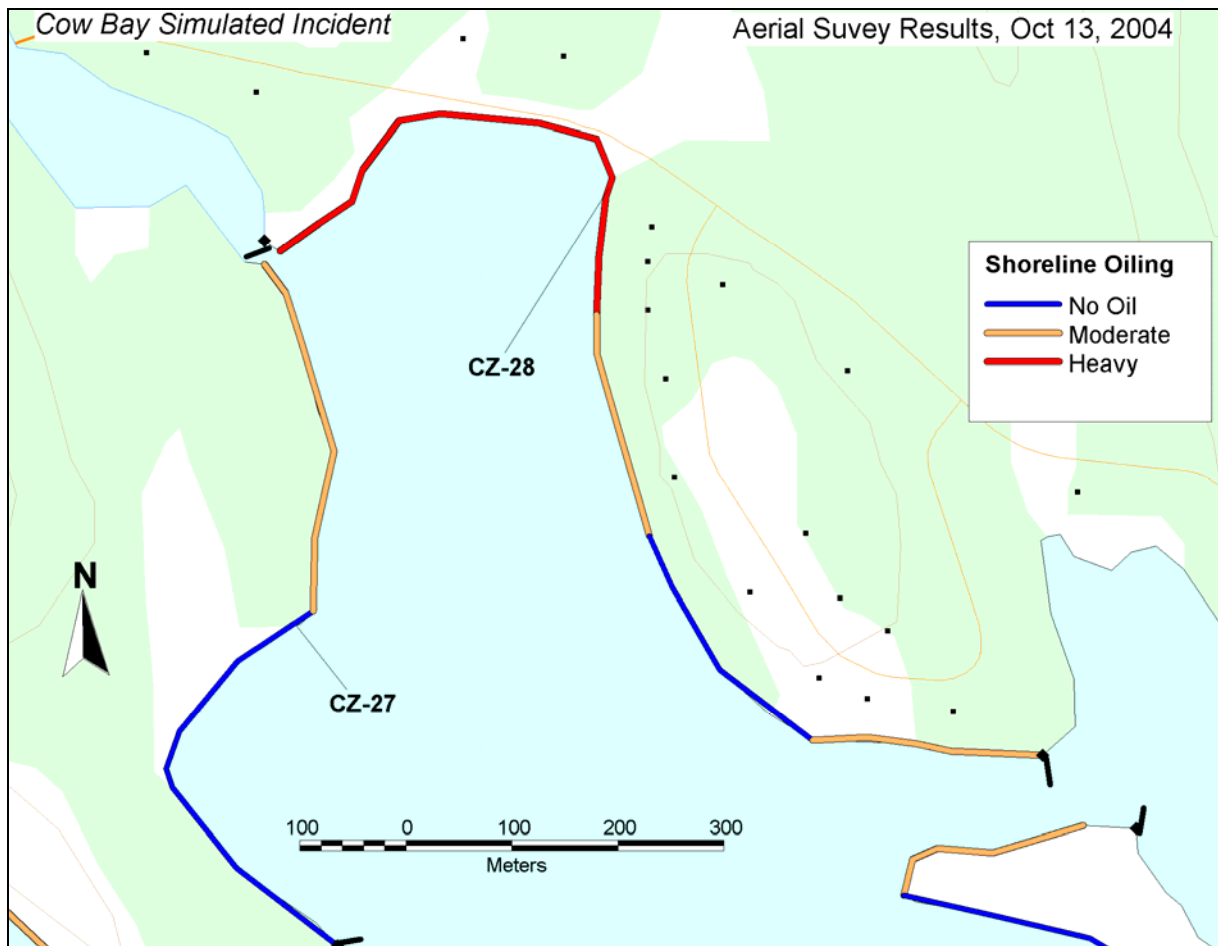 Cow Bay Simulated Incident
Aerial Suvey Results, Oct 13, 2004
Shoreline Oiling
No Oil
Moderate
Heavy
CZ-28
N
CZ-27
100 0 100 200 300
Meters